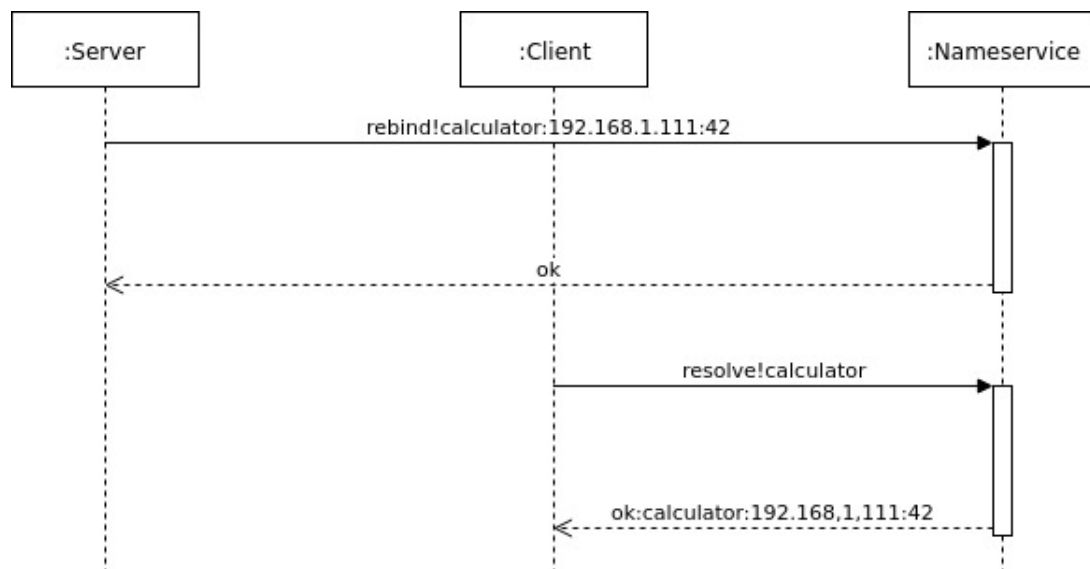 :Server
:Client
:Nameservice
rebind!calculator:192.168.1.111:42
ok
resolve!calculator
ok:calculator:192.168,1,111:42